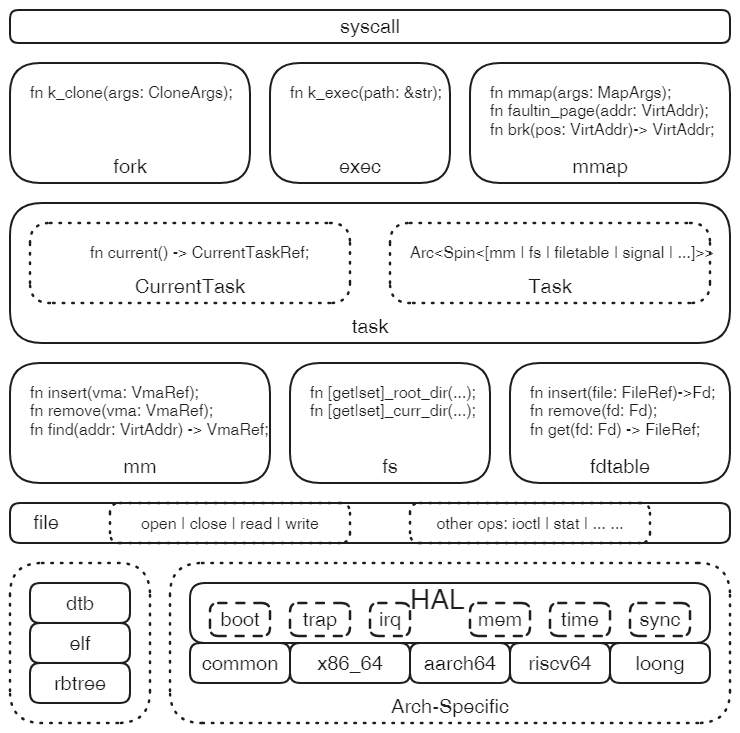 syscall
fn k_clone(args: CloneArgs);
fork
fn k_exec(path: &str);
exec
fn mmap(args: MapArgs);
fn faultin_page(addr: VirtAddr);
fn brk(pos: VirtAddr)-> VirtAddr;
mmap
fn current() -> CurrentTaskRef;
CurrentTask
Arc<Spin<[mm | fs | filetable | signal | ...]>>
Task
task
fn insert(vma: VmaRef);
fn remove(vma: VmaRef);
fn find(addr: VirtAddr) -> VmaRef;
mm
fn [get|set]_root_dir(...);
fn [get|set]_curr_dir(...);
fs
fn insert(file: FileRef)->Fd;
fn remove(fd: Fd);
fn get(fd: Fd) -> FileRef;
fdtable
file
open | close | read | write
other ops: ioctl | stat | ... ...
dtb
elf
rbtree
HAL
boot
trap
irq
mem
time
sync
common
x86_64
aarch64
riscv64
loong
Arch-Specific